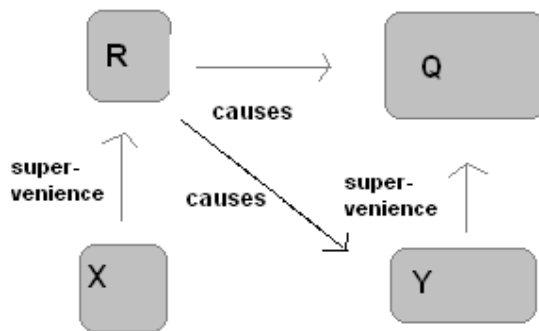 R
Q
causes
super-
venience
causes
super-
venience
X
Y